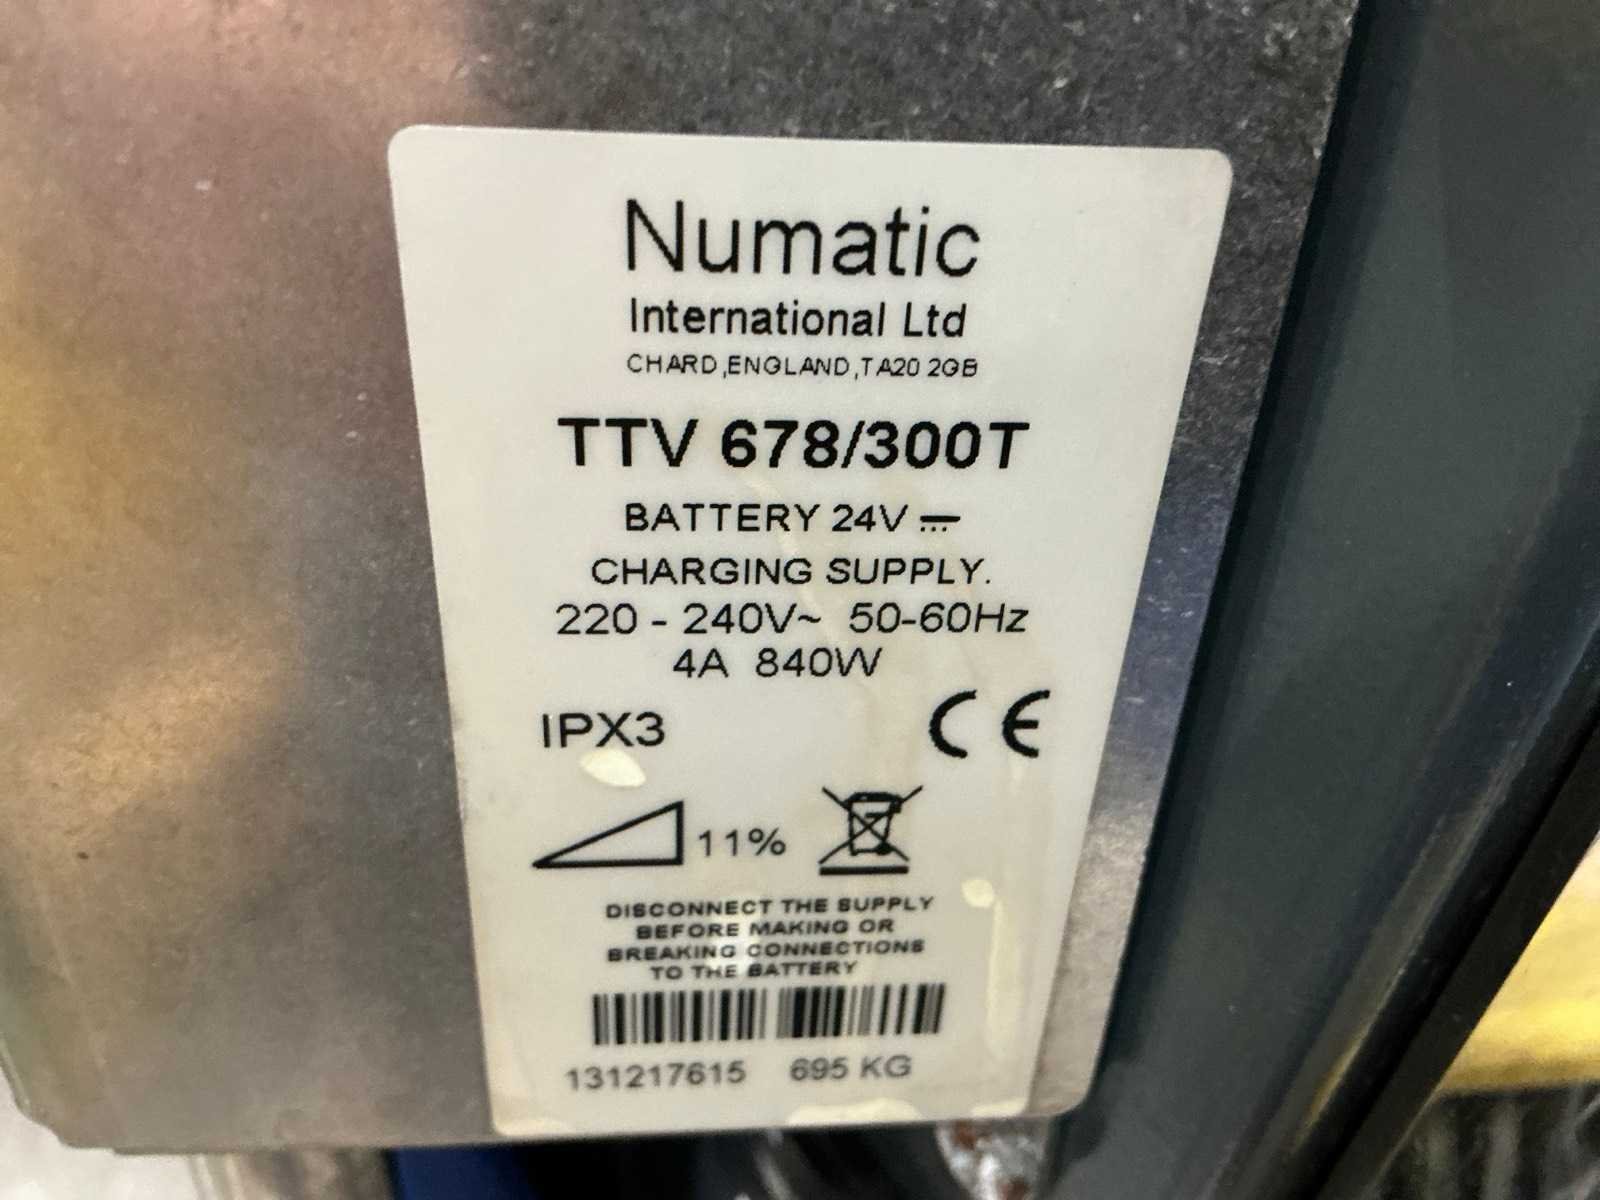 Numatic
International Ltd
CHARD,ENGLAND,TA20 2GB
TTV 678/300T
BATTERY 24V
CHARGING SUPPLY.
220 - 240V~ 50-60Hz
4A 840W
IPX3 CE
11%
DISCONNECT THE SUPPLY
BEFORE MAKING OR
BREAKING CONNECTIONS
TO THE BATTERY
131217615 695 KG